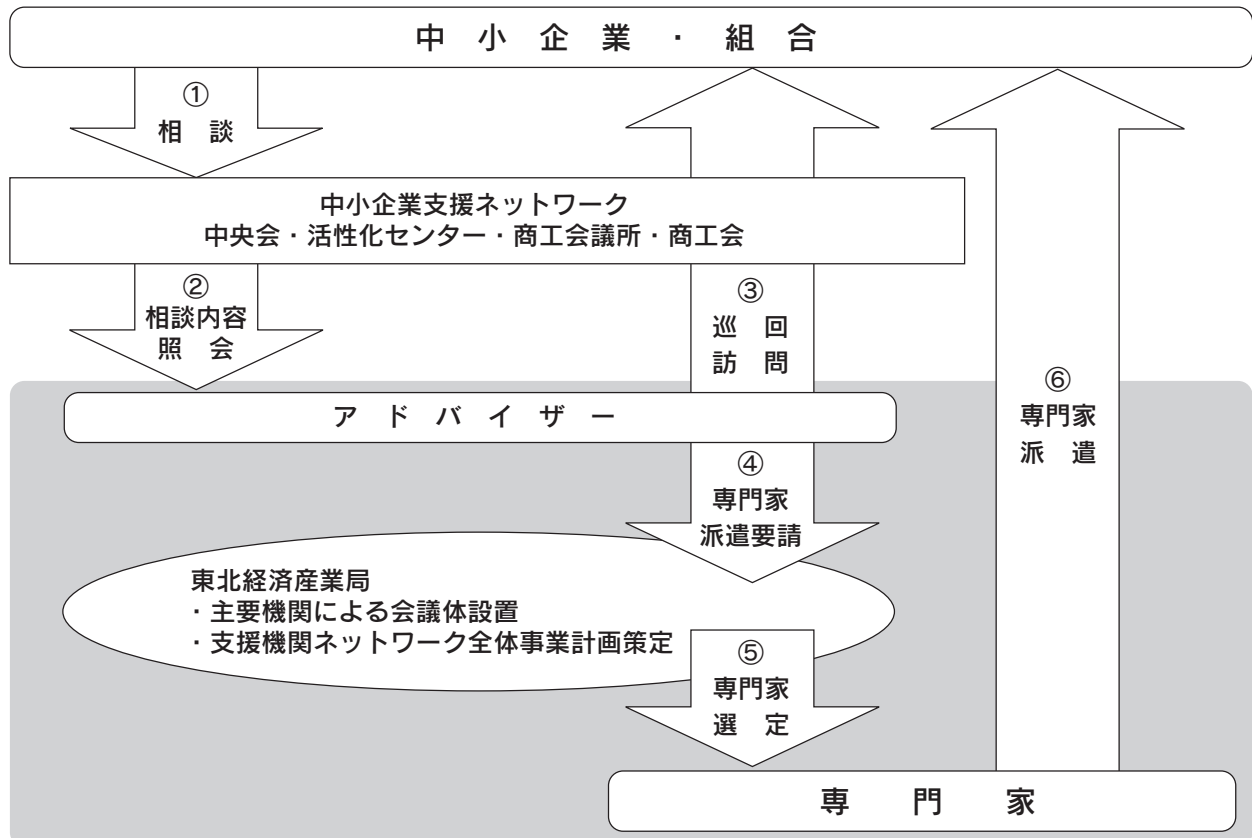 中小企業・組合
①
相談
中小企業支援ネットワーク
中央会・活性化センター・商工会議所・商工会
②
相談内容
照会
③
巡回
訪問
アドバイザー
④
専門家
派遣要請
東北経済産業局
・主要機関による会議体設置
・支援機関ネットワーク全体事業計画策定
⑤
専門家
選定
⑥
専門家
派遣
専門家